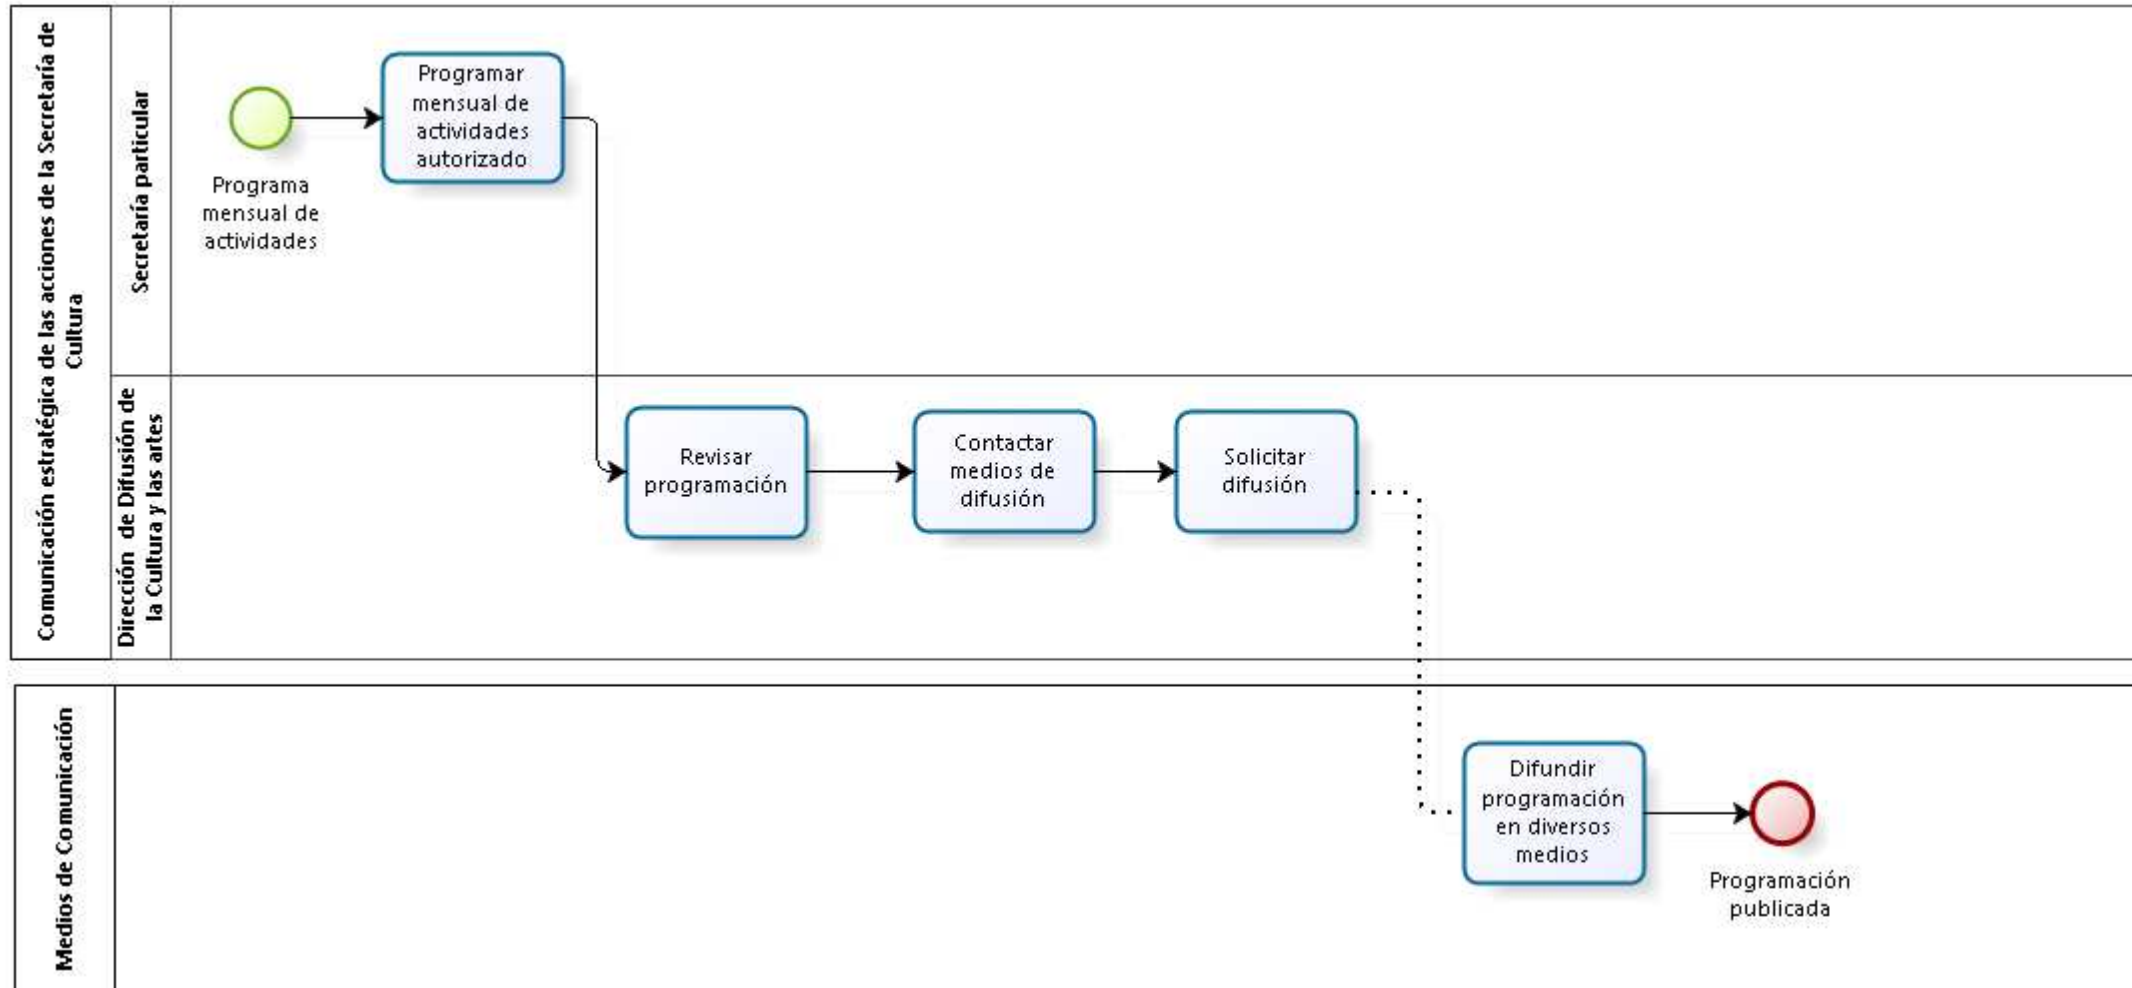 Comunicación estratégica de las acciones de la Secretaría de
Cultura
Secretaría particular
Programa
mensual de
actividades
Programar
mensual de
actividades
autorizado
Dirección de Difusión de
la Cultura y las artes
Revisar
programación
Contactar
medios de
difusión
Solicitar
difusión
Medios de Comunicación
Difundir
programación
en diversos
medios
Programación
publicada